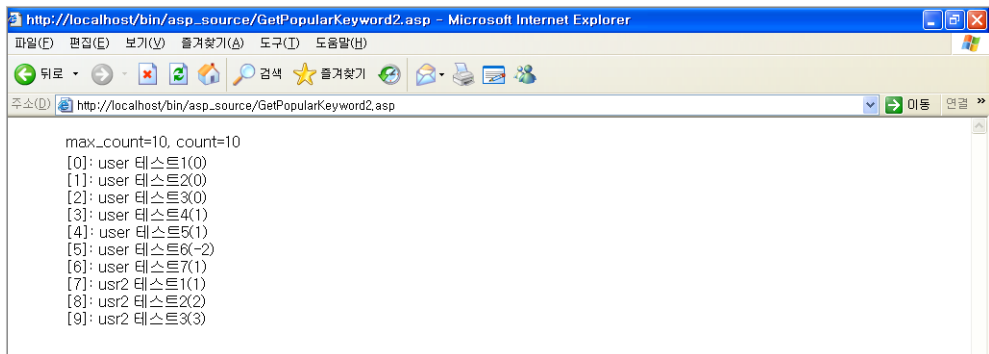 http://localhost/bin/asp_source/GetPopularKeyword2.asp - Microsoft Internet Explorer
파일(F) 편집(E) 보기(V) 즐겨찾기(A) 도구(T) 도움말(H)
뒤로 검색 즐겨찾기
주소(D) http://localhost/bin/asp_source/GetPopularKeyword2.asp 이동 연결 »
max_count=10, count=10
[0]: user 테스트1(0)
[1]: user 테스트2(0)
[2]: user 테스트3(0)
[3]: user 테스트4(1)
[4]: user 테스트5(1)
[5]: user 테스트6(-2)
[6]: user 테스트7(1)
[7]: usr2 테스트1(1)
[8]: usr2 테스트2(2)
[9]: usr2 테스트3(3)